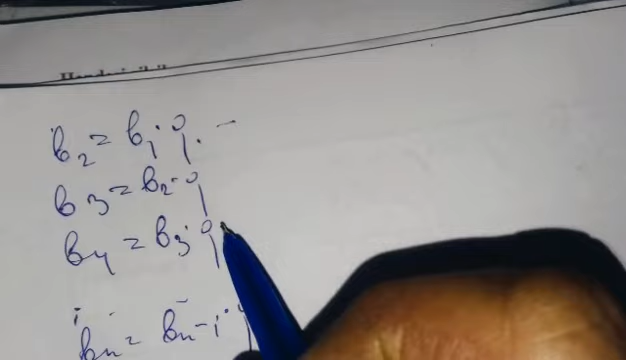 b₂ = b₁ · q.
b₃ = b₂ · q
b₄ = b₃ · q
bₙ = bₙ₋₁ · q